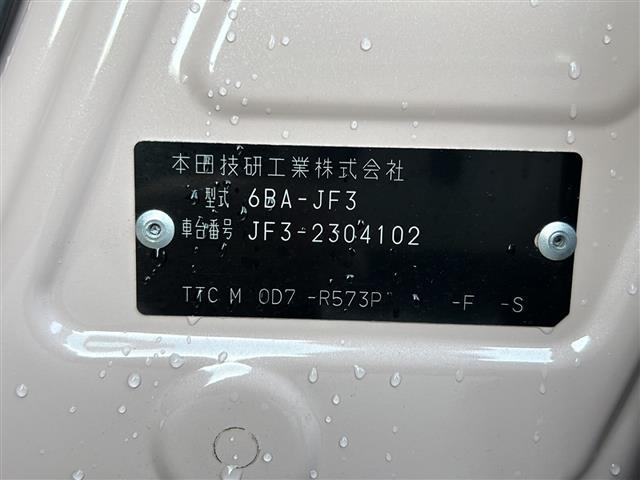 本田技研工業株式会社
型式 6BA-JF3
車台番号 JF3-2304102
TTC M 0D7 -R573P -F -S